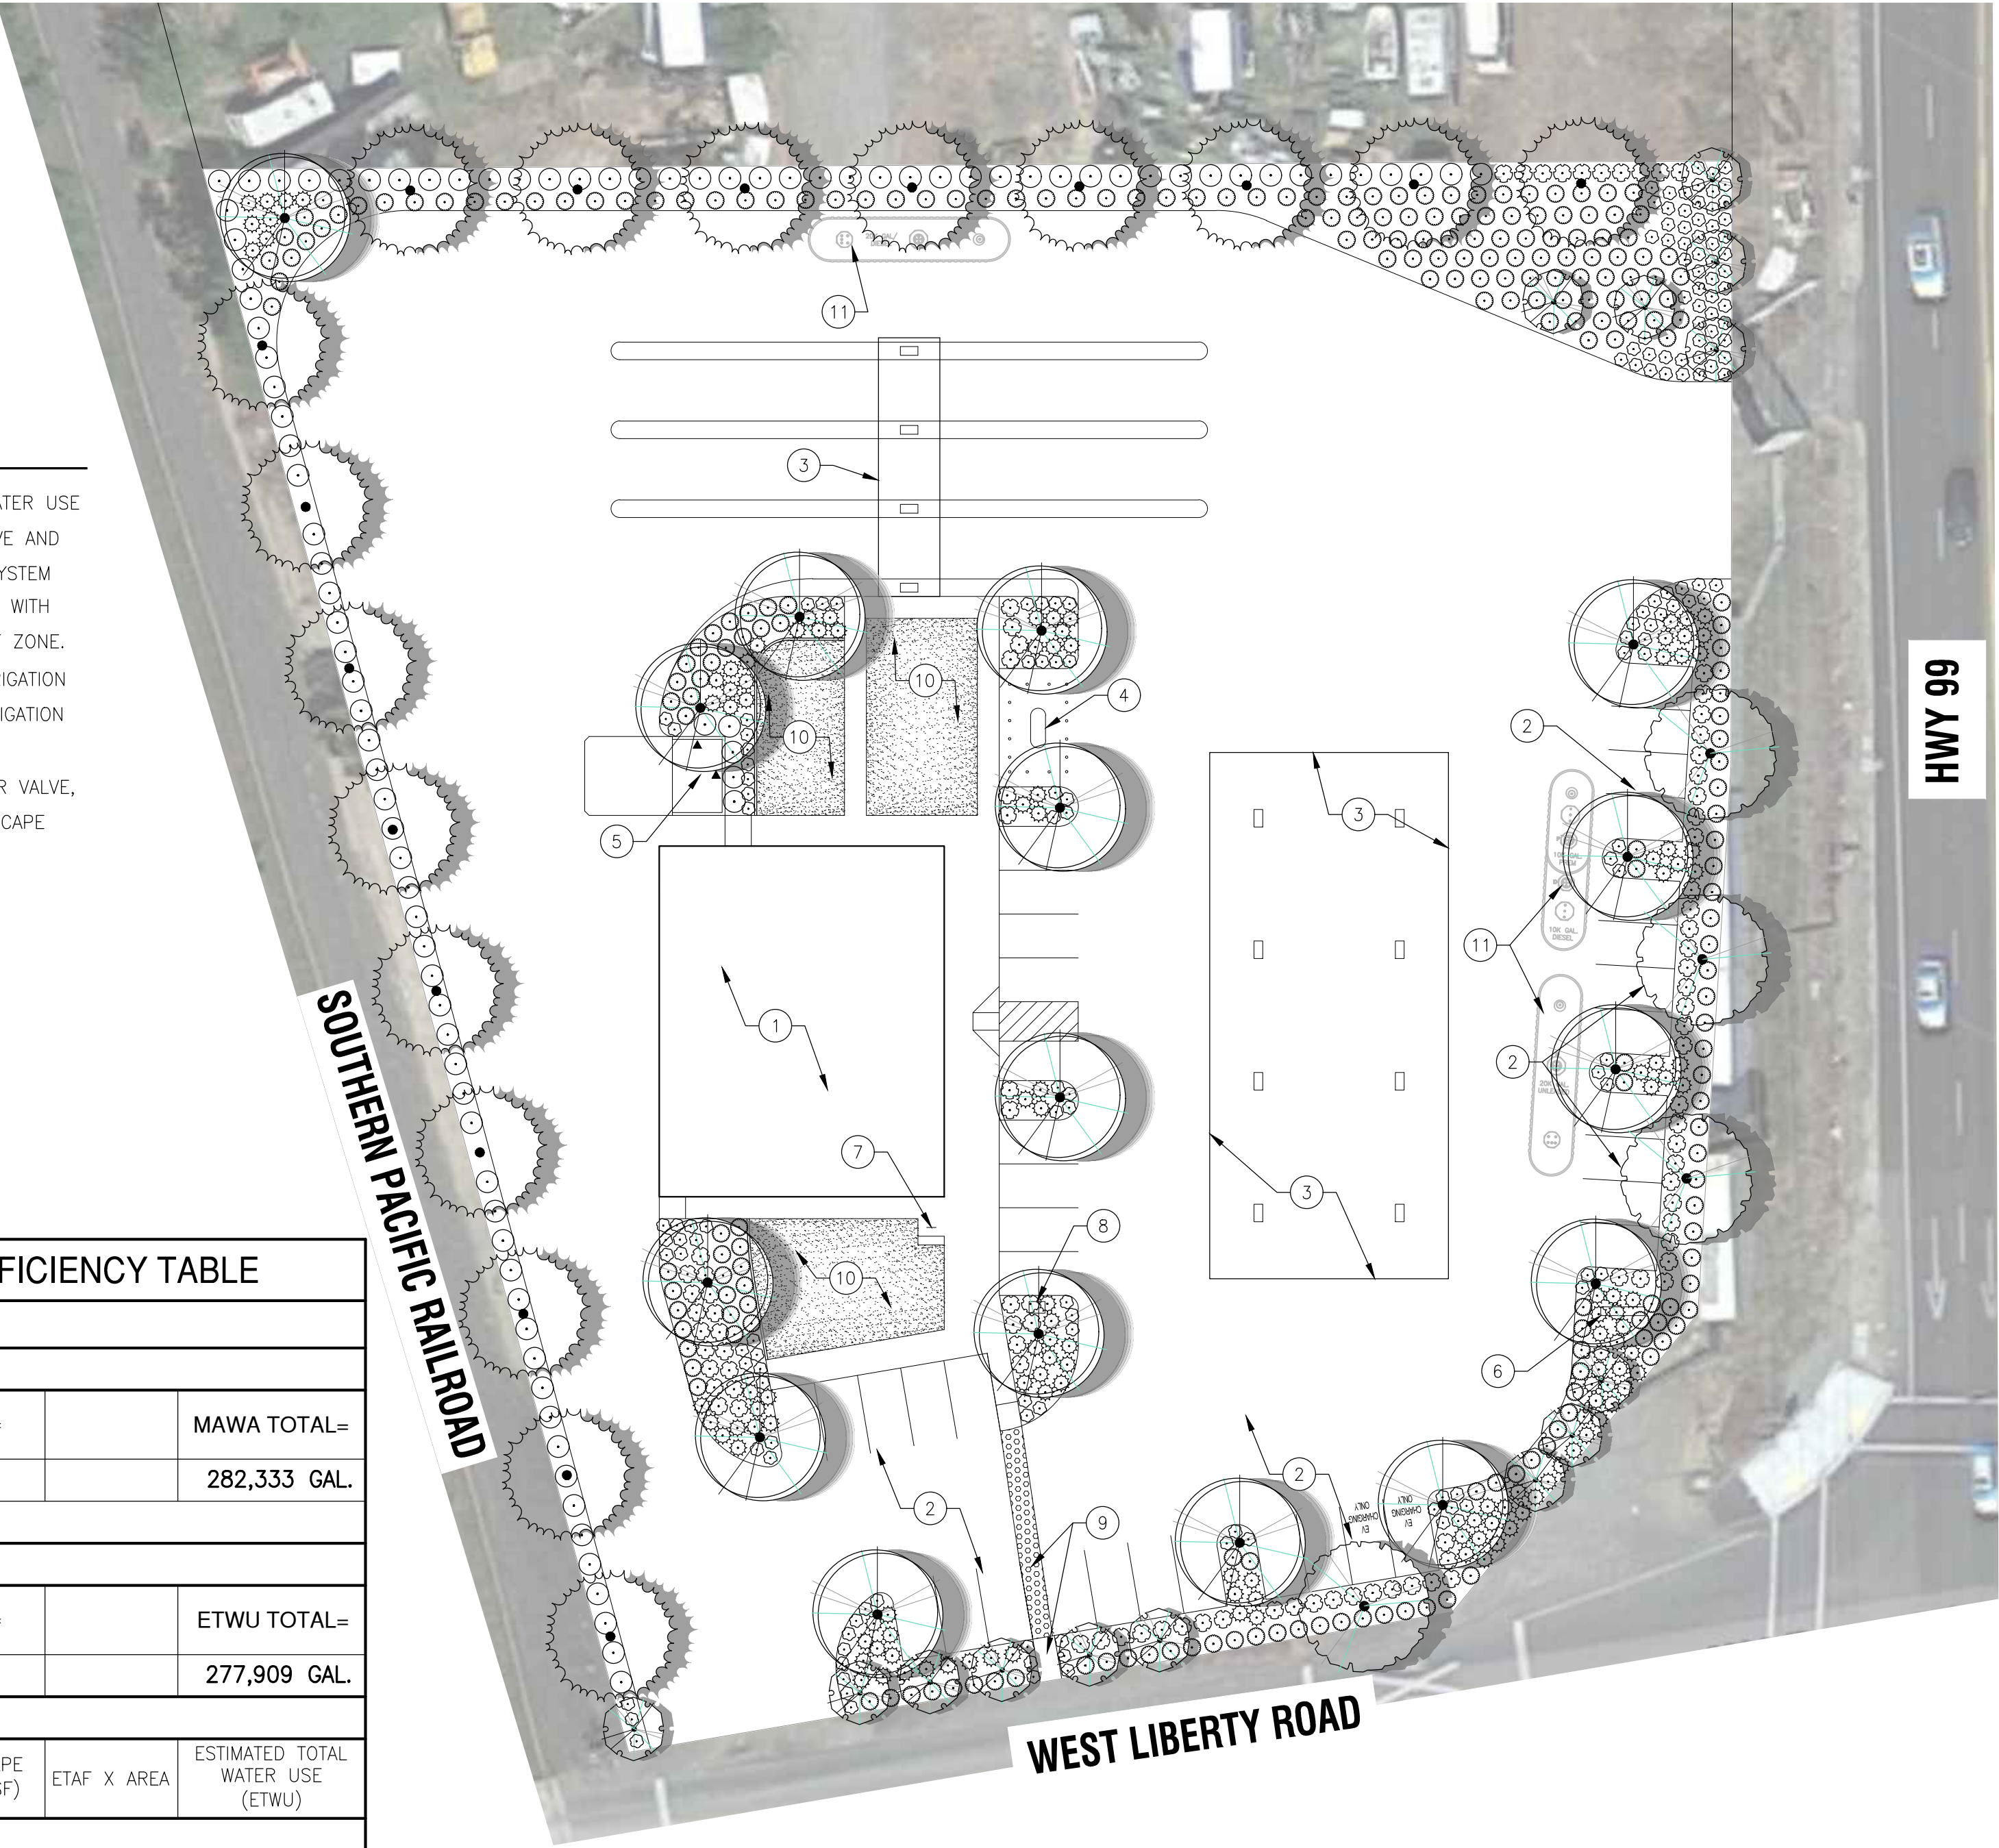 ATER USE
VE AND
YSTEM
WITH
ZONE.
RIGATION
IGATION
R VALVE,
CAPE
FICIENCY TABLE
MAWA TOTAL=
282,333 GAL.
ETWU TOTAL=
277,909 GAL.
ETAF X AREA
ESTIMATED TOTAL
WATER USE
(ETWU)
SOUTHERN PACIFIC RAILROAD
WEST LIBERTY ROAD
HWY 99
11
3
10
10
4
5
2
3
11
1
2
7
3
8
10
6
2
2
9
10K GAL.
DIESEL
EV
CHARGING
ONLY
EV
CHARGING
ONLY